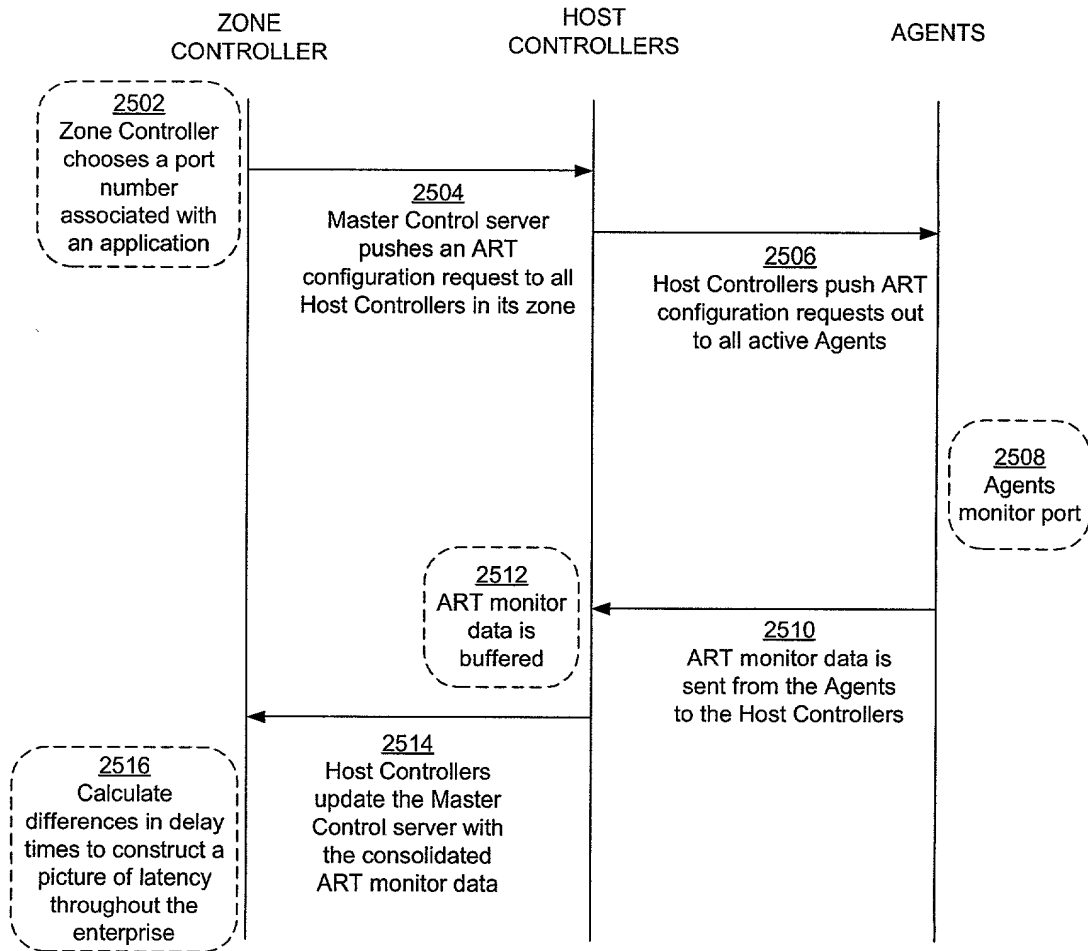 ZONE
CONTROLLER
HOST
CONTROLLERS
AGENTS
2502
Zone Controller
chooses a port
number
associated with
an application
2504
Master Control server
pushes an ART
configuration request to all
Host Controllers in its zone
2506
Host Controllers push ART
configuration requests out
to all active Agents
2508
Agents
monitor port
2512
ART monitor
data is
buffered
2510
ART monitor data is
sent from the Agents
to the Host Controllers
2514
Host Controllers
update the Master
Control server with
the consolidated
ART monitor data
2516
Calculate
differences in delay
times to construct a
picture of latency
throughout the
enterprise